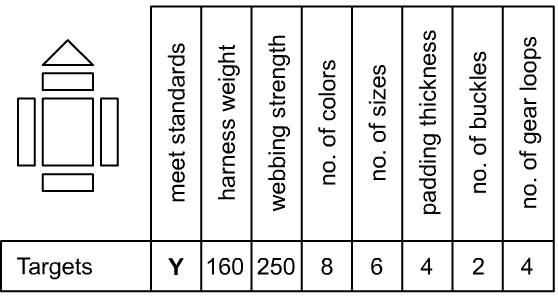 meet standards
harness weight
webbing strength
no. of colors
no. of sizes
padding thickness
no. of buckles
no. of gear loops
Targets Y 160 250 8 6 4 2 4